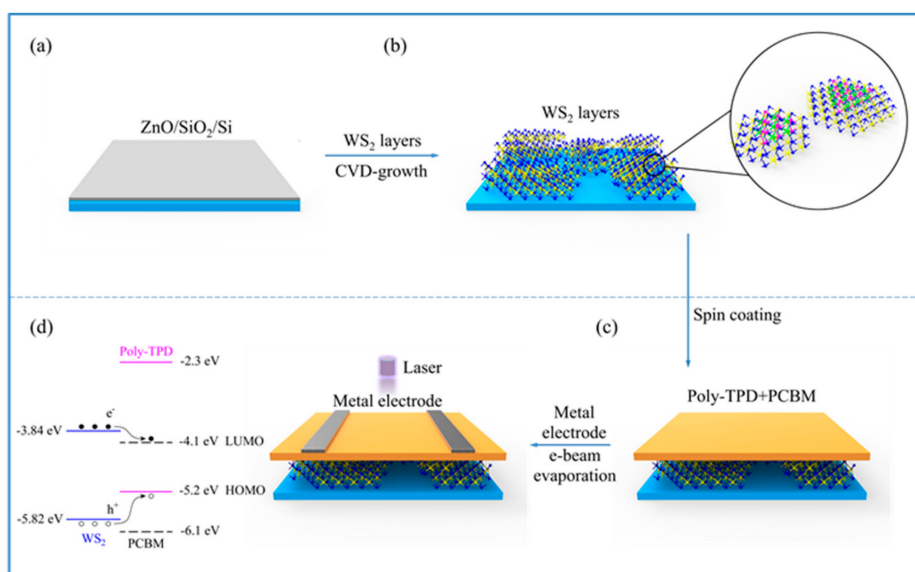 (a)
ZnO/SiO₂/Si
WS₂ layers
CVD-growth
(b)
WS₂ layers
Spin coating
(c)
Poly-TPD+PCBM
Metal
electrode
e-beam
evaporation
(d)
Poly-TPD
-2.3 eV
e⁻
-3.84 eV
-4.1 eV LUMO
-5.2 eV HOMO
h⁺
-5.82 eV
-6.1 eV
WS₂
PCBM
Laser
Metal electrode